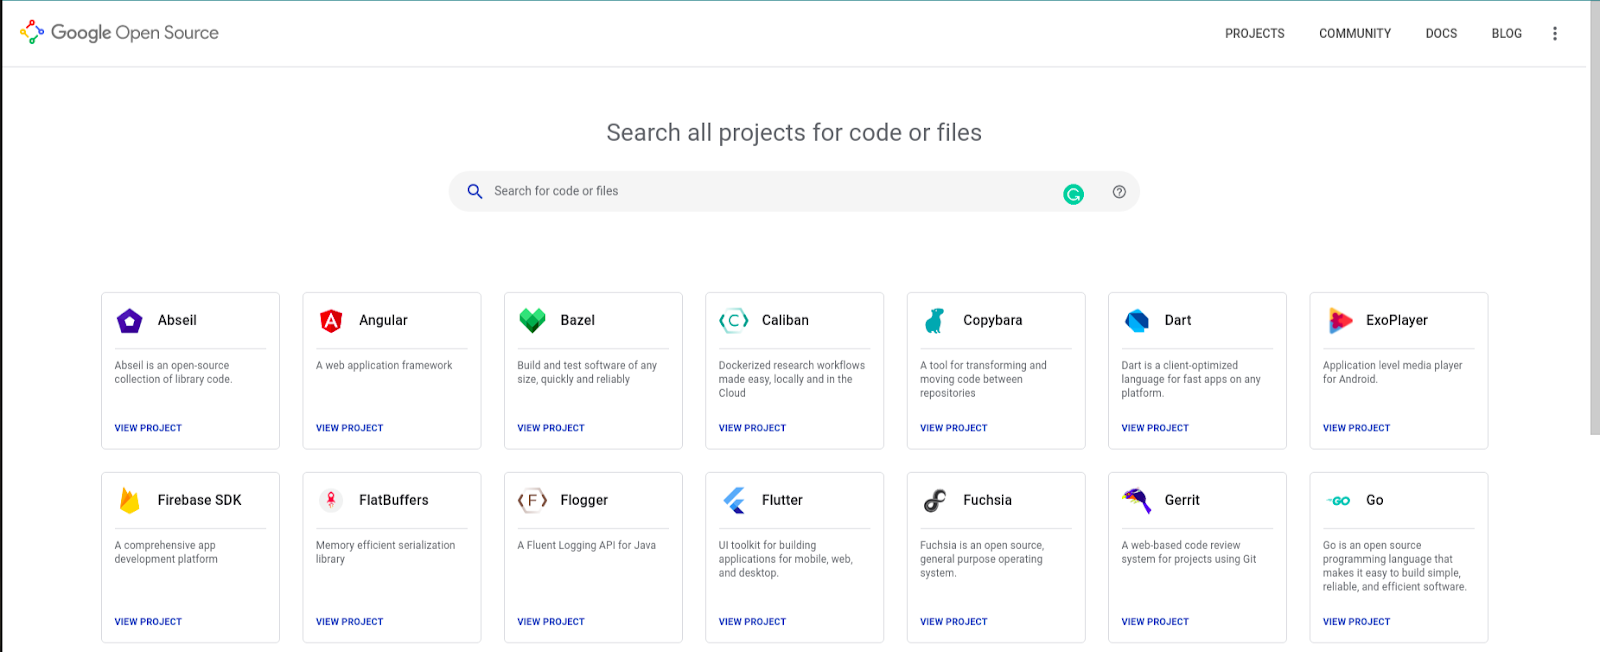 Google Open Source
PROJECTS
COMMUNITY
DOCS
BLOG
Search all projects for code or files
Search for code or files
Abseil
Abseil is an open-source
collection of library code.
VIEW PROJECT
Angular
A web application framework
VIEW PROJECT
Bazel
Build and test software of any
size, quickly and reliably
VIEW PROJECT
C
Caliban
Dockerized research workflows
made easy, locally and in the
Cloud
VIEW PROJECT
Copybara
A tool for transforming and
moving code between
repositories
VIEW PROJECT
Dart
Dart is a client-optimized
language for fast apps on any
platform.
VIEW PROJECT
ExoPlayer
Application level media player
for Android.
VIEW PROJECT
Firebase SDK
A comprehensive app
development platform
VIEW PROJECT
FlatBuffers
Memory efficient serialization
library
VIEW PROJECT
F
Flogger
A Fluent Logging API for Java
VIEW PROJECT
Flutter
UI toolkit for building
applications for mobile, web,
and desktop.
VIEW PROJECT
Fuchsia
Fuchsia is an open source,
general purpose operating
system.
VIEW PROJECT
Gerrit
A web-based code review
system for projects using Git
VIEW PROJECT
GO
Go
Go is an open source
programming language that
makes it easy to build simple,
reliable, and efficient software.
VIEW PROJECT